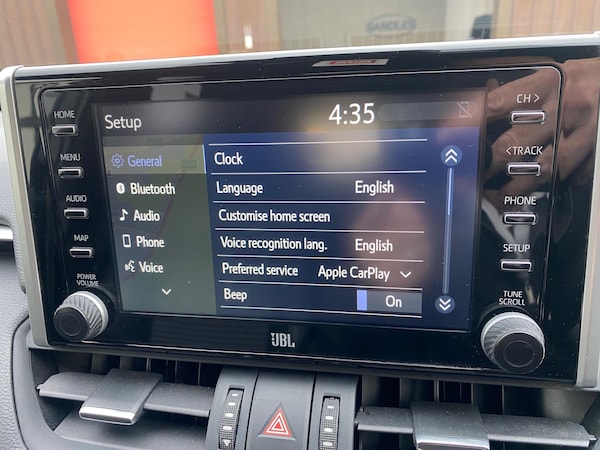 SANDLES
Setup
4:35
HOME
MENU
AUDIO
MAP
POWER
VOLUME
General
Bluetooth
Audio
Phone
Voice
Clock
Language English
Customise home screen
Voice recognition lang. English
Preferred service Apple CarPlay
Beep On
CH >
< TRACK
PHONE
SETUP
TUNE
SCROLL
JBL